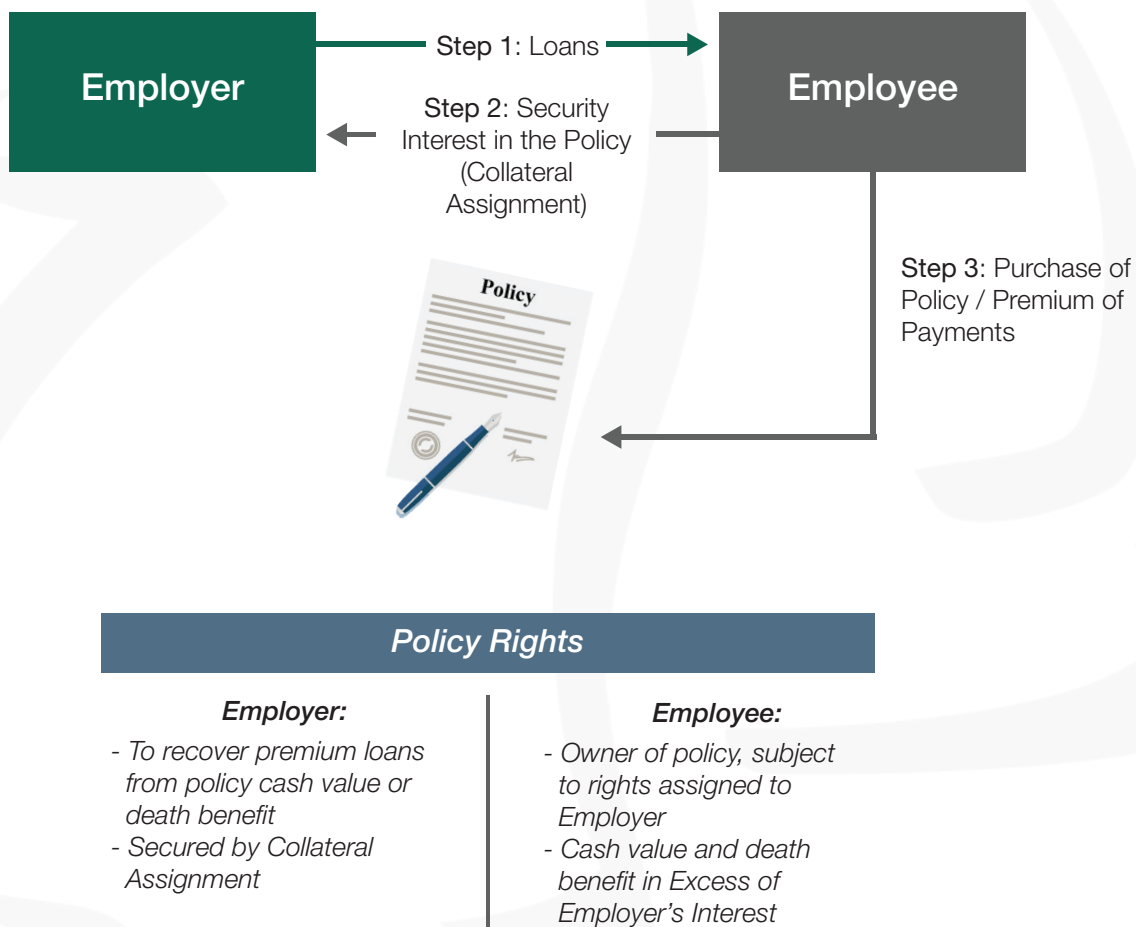 Employer
Step 1: Loans
Employee
Step 2: Security
Interest in the Policy
(Collateral
Assignment)
Step 3: Purchase of
Policy / Premium of
Payments
Policy
Policy Rights
Employer:
- To recover premium loans
from policy cash value or
death benefit
- Secured by Collateral
Assignment
Employee:
- Owner of policy, subject
to rights assigned to
Employer
- Cash value and death
benefit in Excess of
Employer's Interest